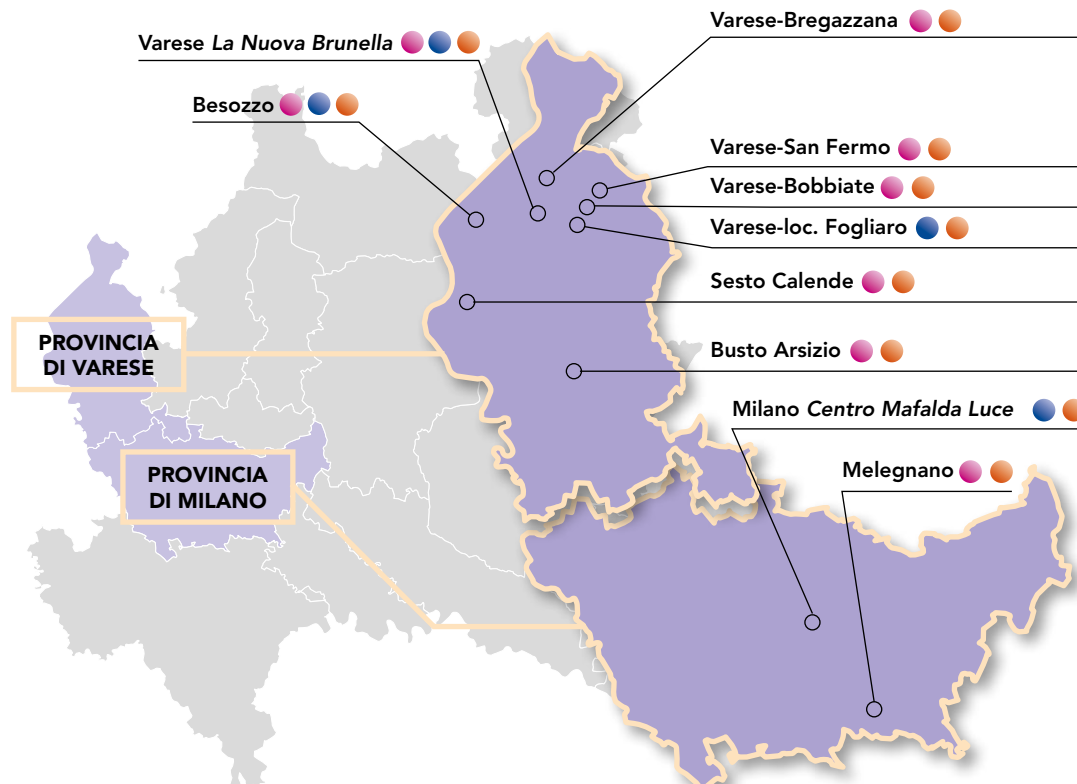 Varese-Bregazzana
Varese La Nuova Brunella
Besozzo
Varese-San Fermo
Varese-Bobbiate
Varese-loc. Fogliaro
Sesto Calende
PROVINCIA
DI VARESE
Busto Arsizio
Milano Centro Mafalda Luce
Melegnano
PROVINCIA
DI MILANO